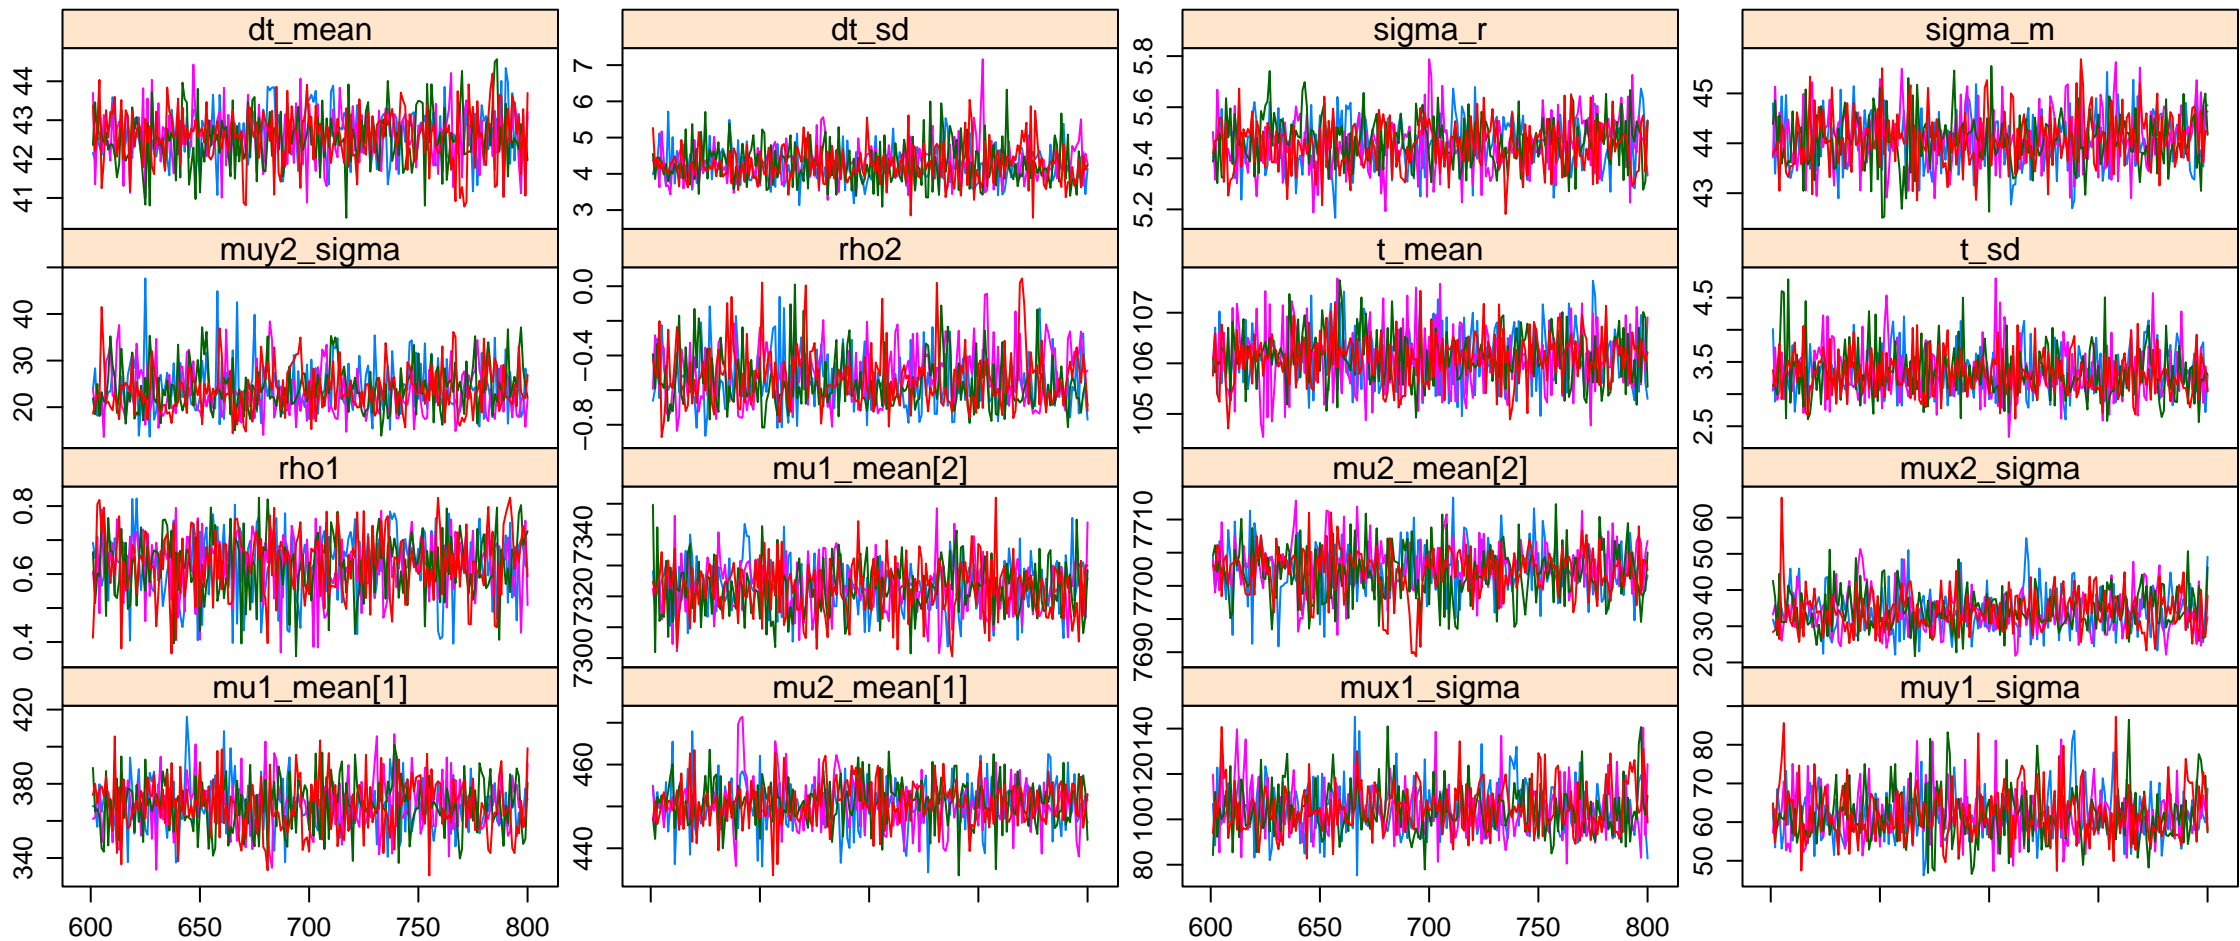 dt_mean
dt_sd
sigma_r
sigma_m
41 42 43 44
3 4 5 6 7
5.2 5.4 5.6 5.8
43 44 45
muy2_sigma
rho2
t_mean
t_sd
20 30 40
−0.8 −0.4 0.0
105 106 107
2.5 3.5 4.5
rho1
mu1_mean[2]
mu2_mean[2]
mux2_sigma
0.4 0.6 0.8
7300 7320 7340
7690 7700 7710
20 30 40 50 60
mu1_mean[1]
mu2_mean[1]
mux1_sigma
muy1_sigma
340 380 420
440 460
80 100 120 140
50 60 70 80
600 650 700 750 800
600 650 700 750 800